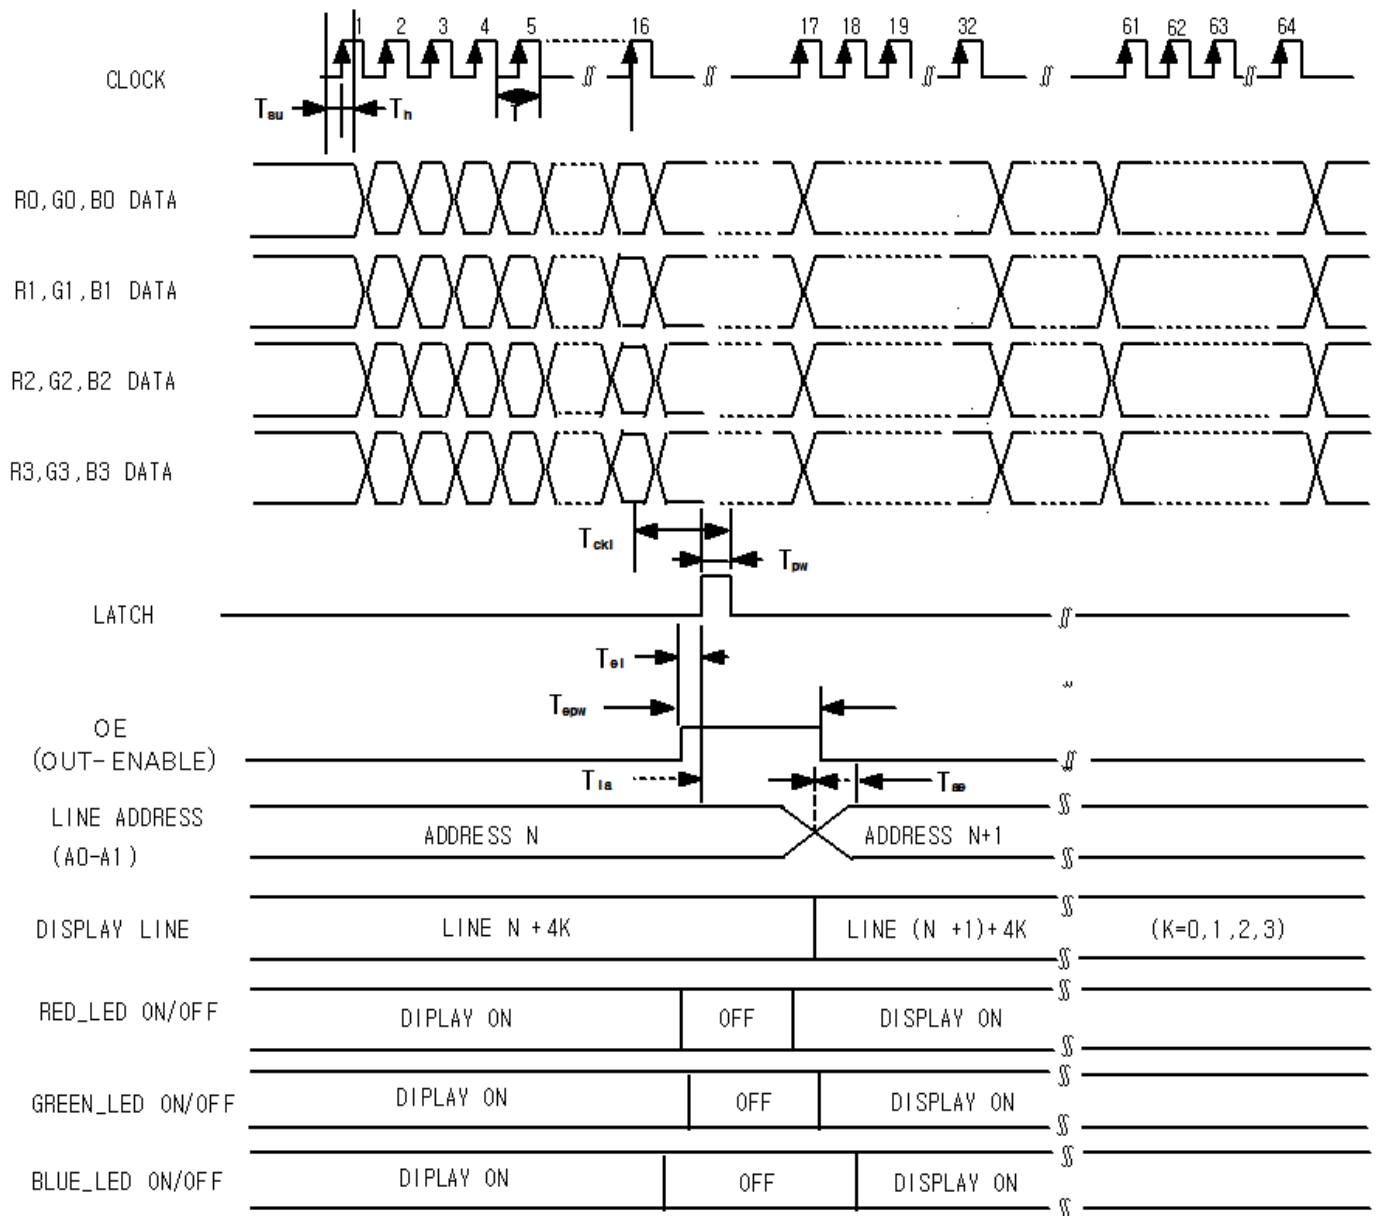 1 2 3 4 5 16 17 18 19 32 61 62 63 64
CLOCK
Tsu Th T
R0,G0,B0 DATA
R1,G1,B1 DATA
R2,G2,B2 DATA
R3,G3,B3 DATA
Tckl Tpw
LATCH
Tel
Tepw
OE
(OUT-ENABLE)
Tla Tae
LINE ADDRESS
(A0-A1)
ADDRESS N ADDRESS N+1
DISPLAY LINE LINE N + 4K LINE (N +1)+ 4K (K=0,1,2,3)
RED_LED ON/OFF DIPLAY ON OFF DISPLAY ON
GREEN_LED ON/OFF DIPLAY ON OFF DISPLAY ON
BLUE_LED ON/OFF DIPLAY ON OFF DISPLAY ON